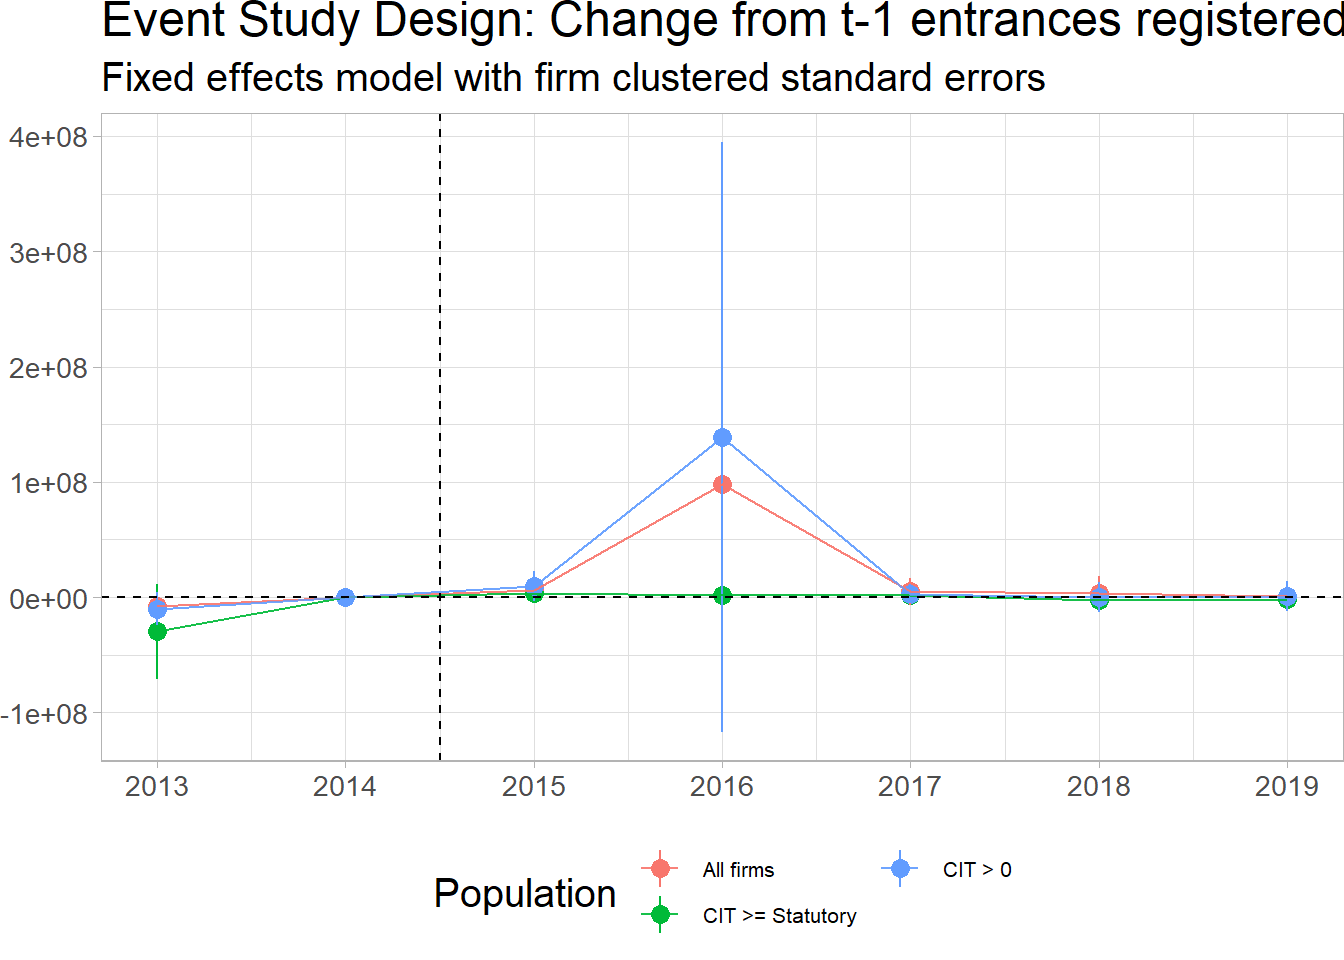 Event Study Design: Change from t-1 entrances registered
Fixed effects model with firm clustered standard errors
4e+08
3e+08
2e+08
1e+08
0e+00
-1e+08
2013 2014 2015 2016 2017 2018 2019
Population
All firms
CIT >= Statutory
CIT > 0